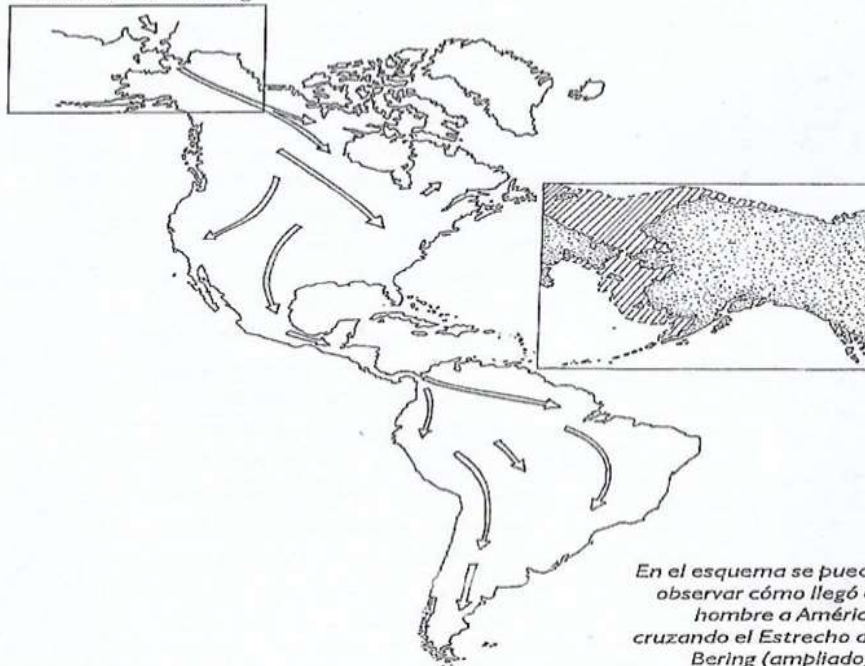 En el esquema se pued
observar cómo llegó e
hombre a Améric
cruzando el Estrecho d
Bering (ampliado